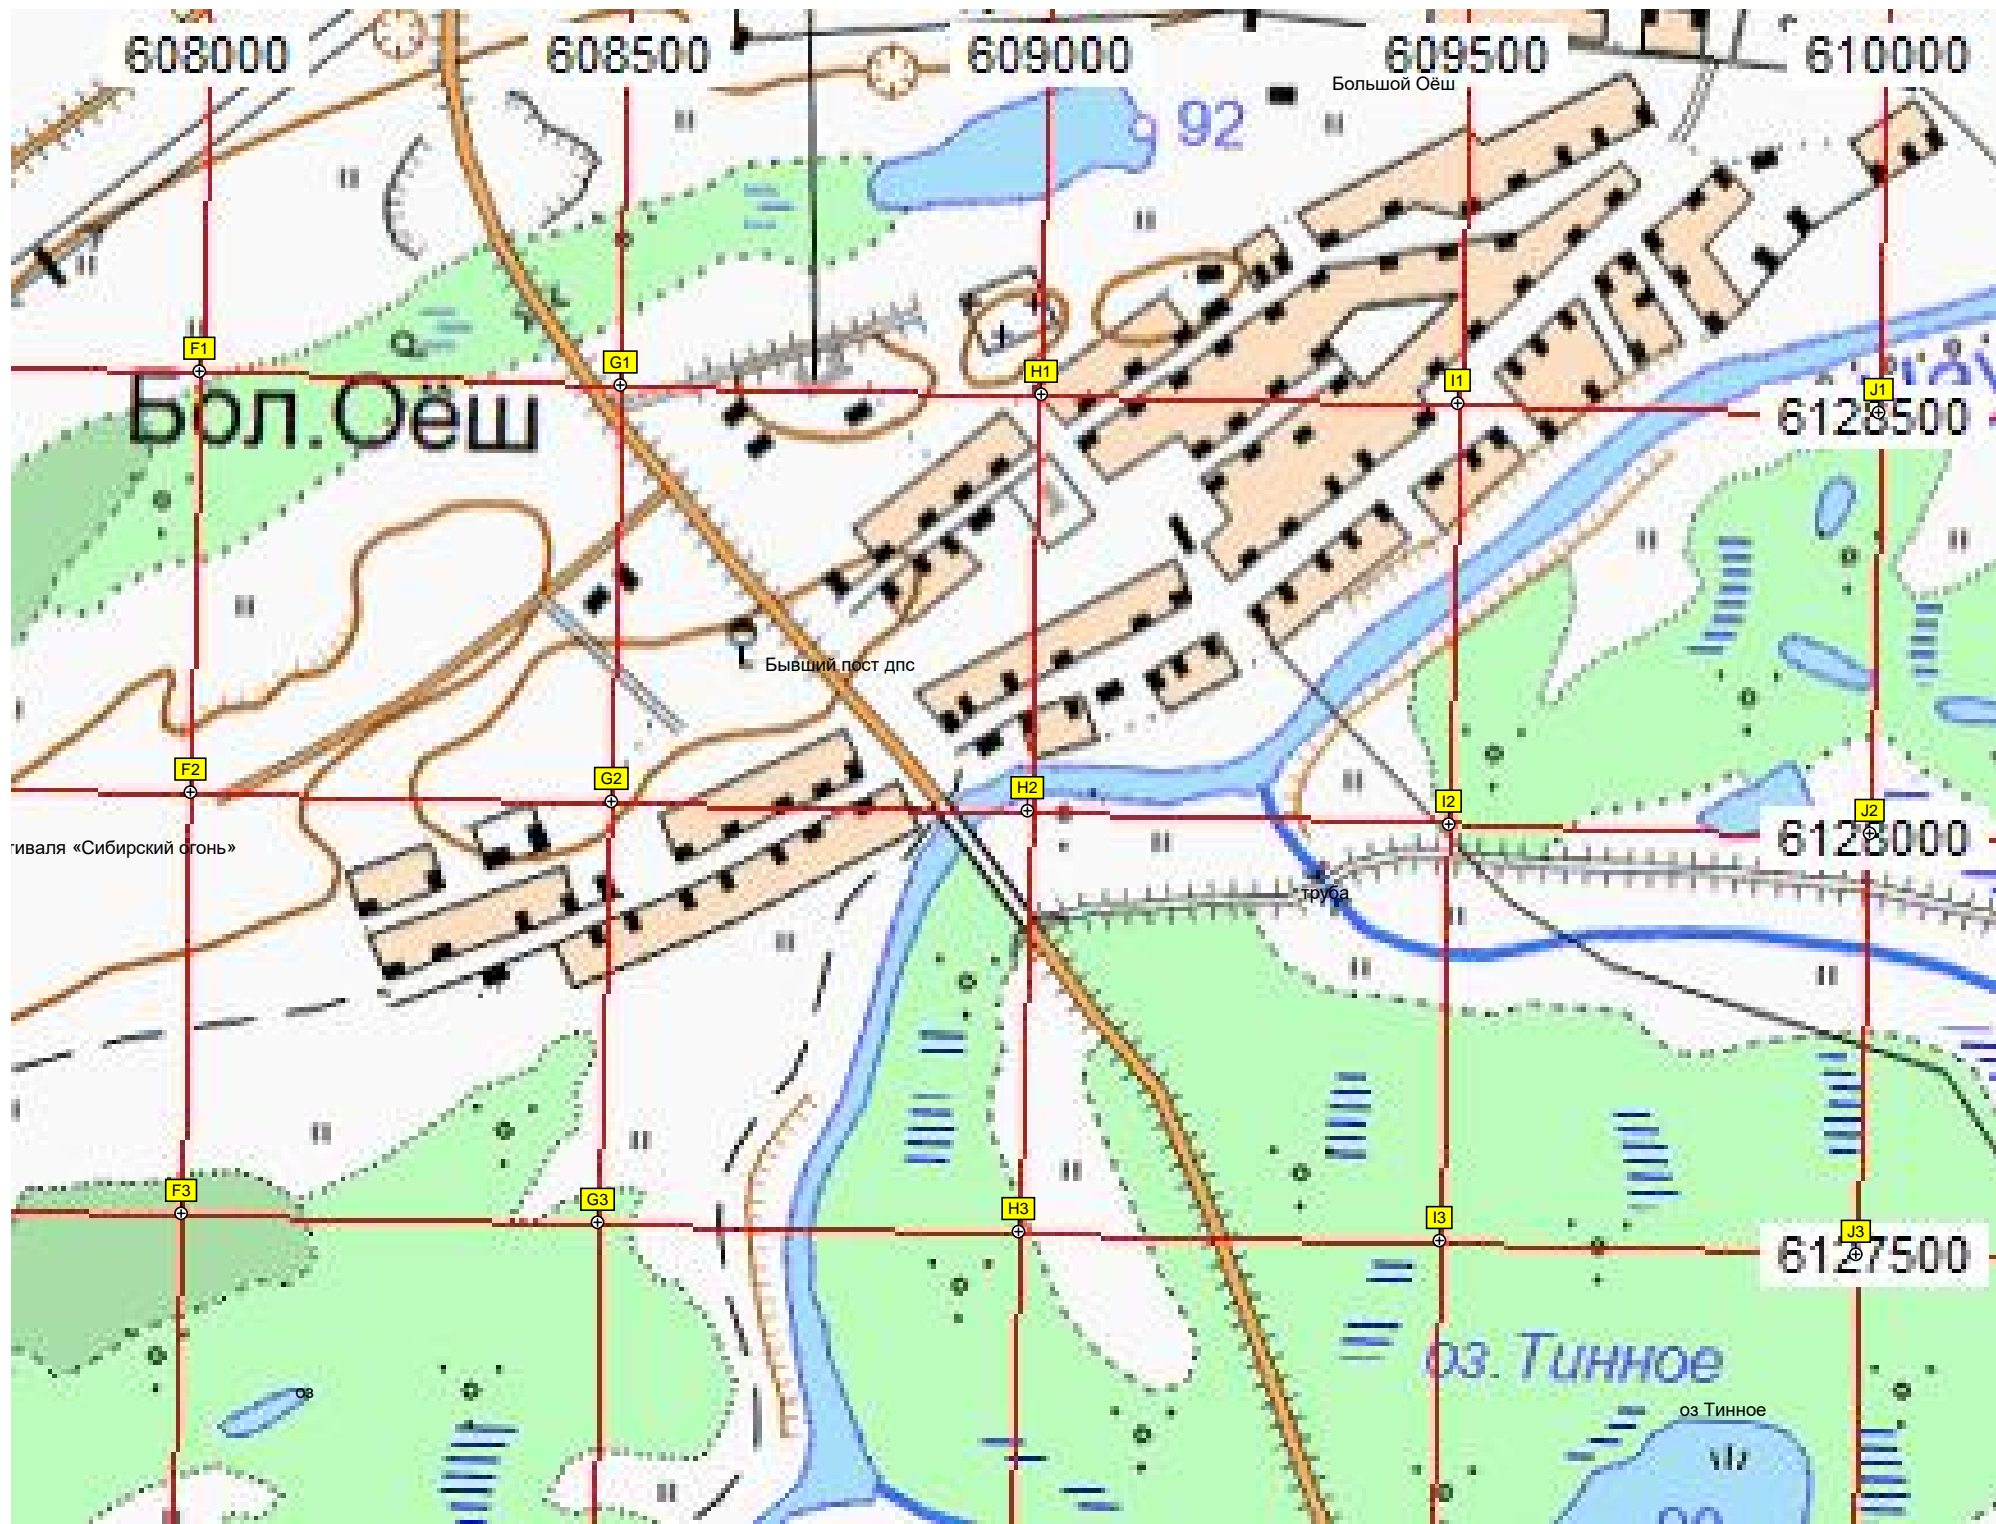 608000 608500 609000 609500 610000
Большой Оёш
92
F1 G1 H1 I1 J1
Бол.Оёш
6128500
Бывший пост дпс
F2 G2 H2 I2 J2
6128000
«Сибирский огонь»
труба
F3 G3 H3 I3 J3
6127500
оз. Тинное
оз
оз Тинное